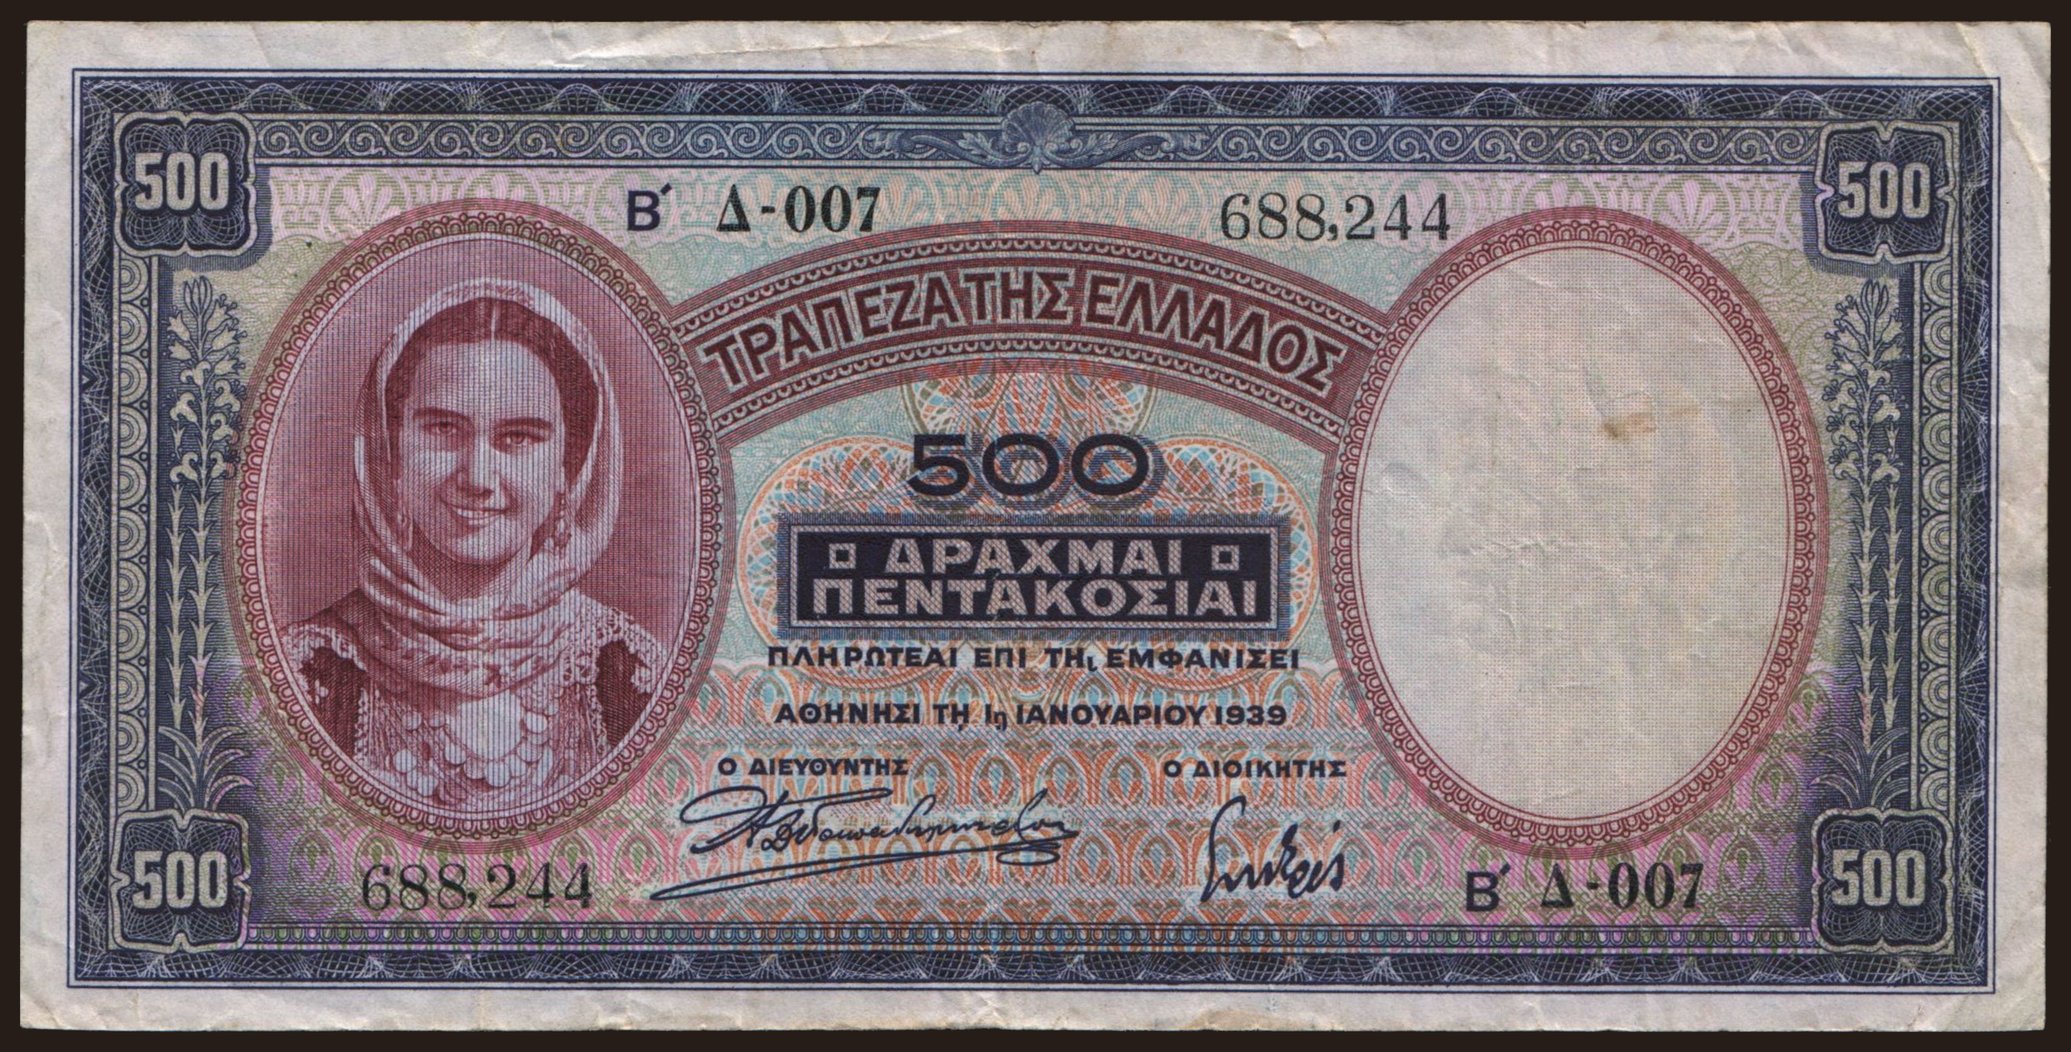 500 500
Β΄ Δ-007 688,244
ΤΡΑΠΕΖΑ ΤΗΣ ΕΛΛΑΔΟΣ
500
ΔΡΑΧΜΑΙ
ΠΕΝΤΑΚΟΣΙΑΙ
ΠΛΗΡΩΤΕΑΙ ΕΠΙ ΤΗι ΕΜΦΑΝΙΣΕΙ
ΑΘΗΝΗΣΙ ΤΗ 1η ΙΑΝΟΥΑΡΙΟΥ 1939
Ο ΔΙΕΥΘΥΝΤΗΣ Ο ΔΙΟΙΚΗΤΗΣ
688,244 Β΄ Δ-007
500 500